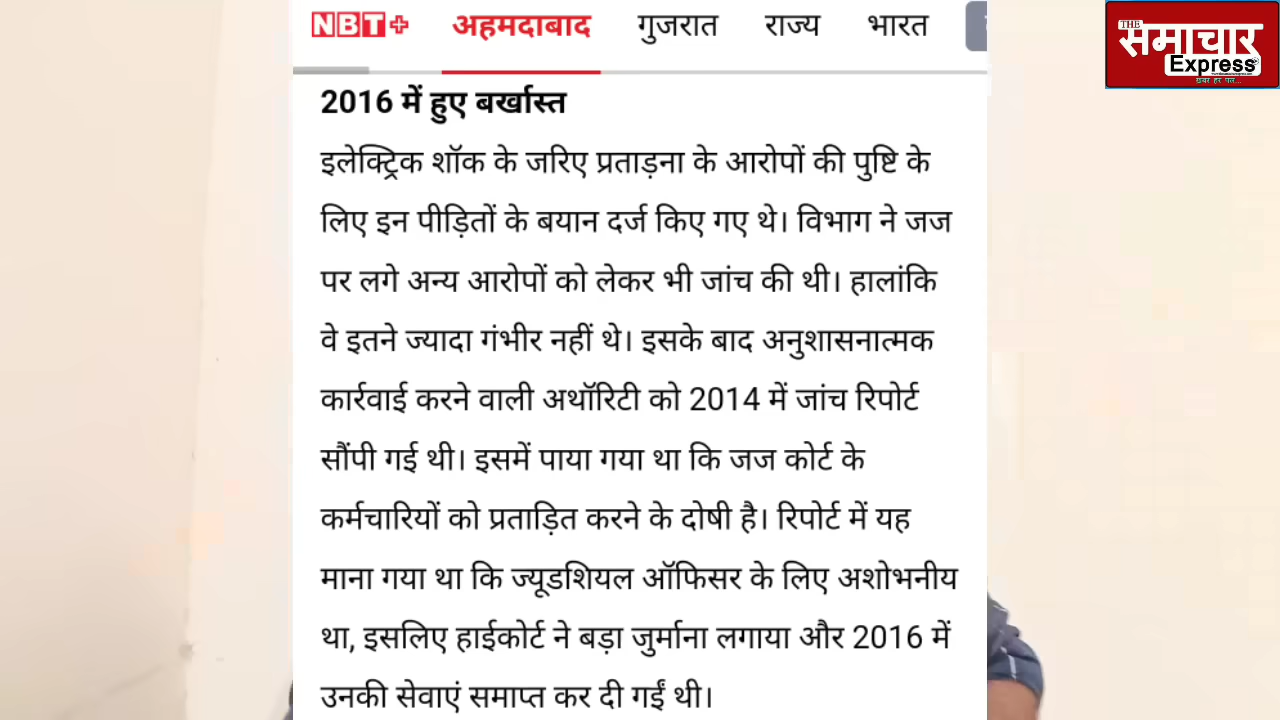 NBT+ अहमदाबाद गुजरात राज्य भारत
THE
समाचार
Express
खबर हर पल...
2016 में हुए बर्खास्त
इलेक्ट्रिक शॉक के जरिए प्रताड़ना के आरोपों की पुष्टि के
लिए इन पीड़ितों के बयान दर्ज किए गए थे। विभाग ने जज
पर लगे अन्य आरोपों को लेकर भी जांच की थी। हालांकि
वे इतने ज्यादा गंभीर नहीं थे। इसके बाद अनुशासनात्मक
कार्रवाई करने वाली अथॉरिटी को 2014 में जांच रिपोर्ट
सौंपी गई थी। इसमें पाया गया था कि जज कोर्ट के
कर्मचारियों को प्रताड़ित करने के दोषी है। रिपोर्ट में यह
माना गया था कि ज्यूडशियल ऑफिसर के लिए अशोभनीय
था, इसलिए हाईकोर्ट ने बड़ा जुर्माना लगाया और 2016 में
उनकी सेवाएं समाप्त कर दी गईं थी।